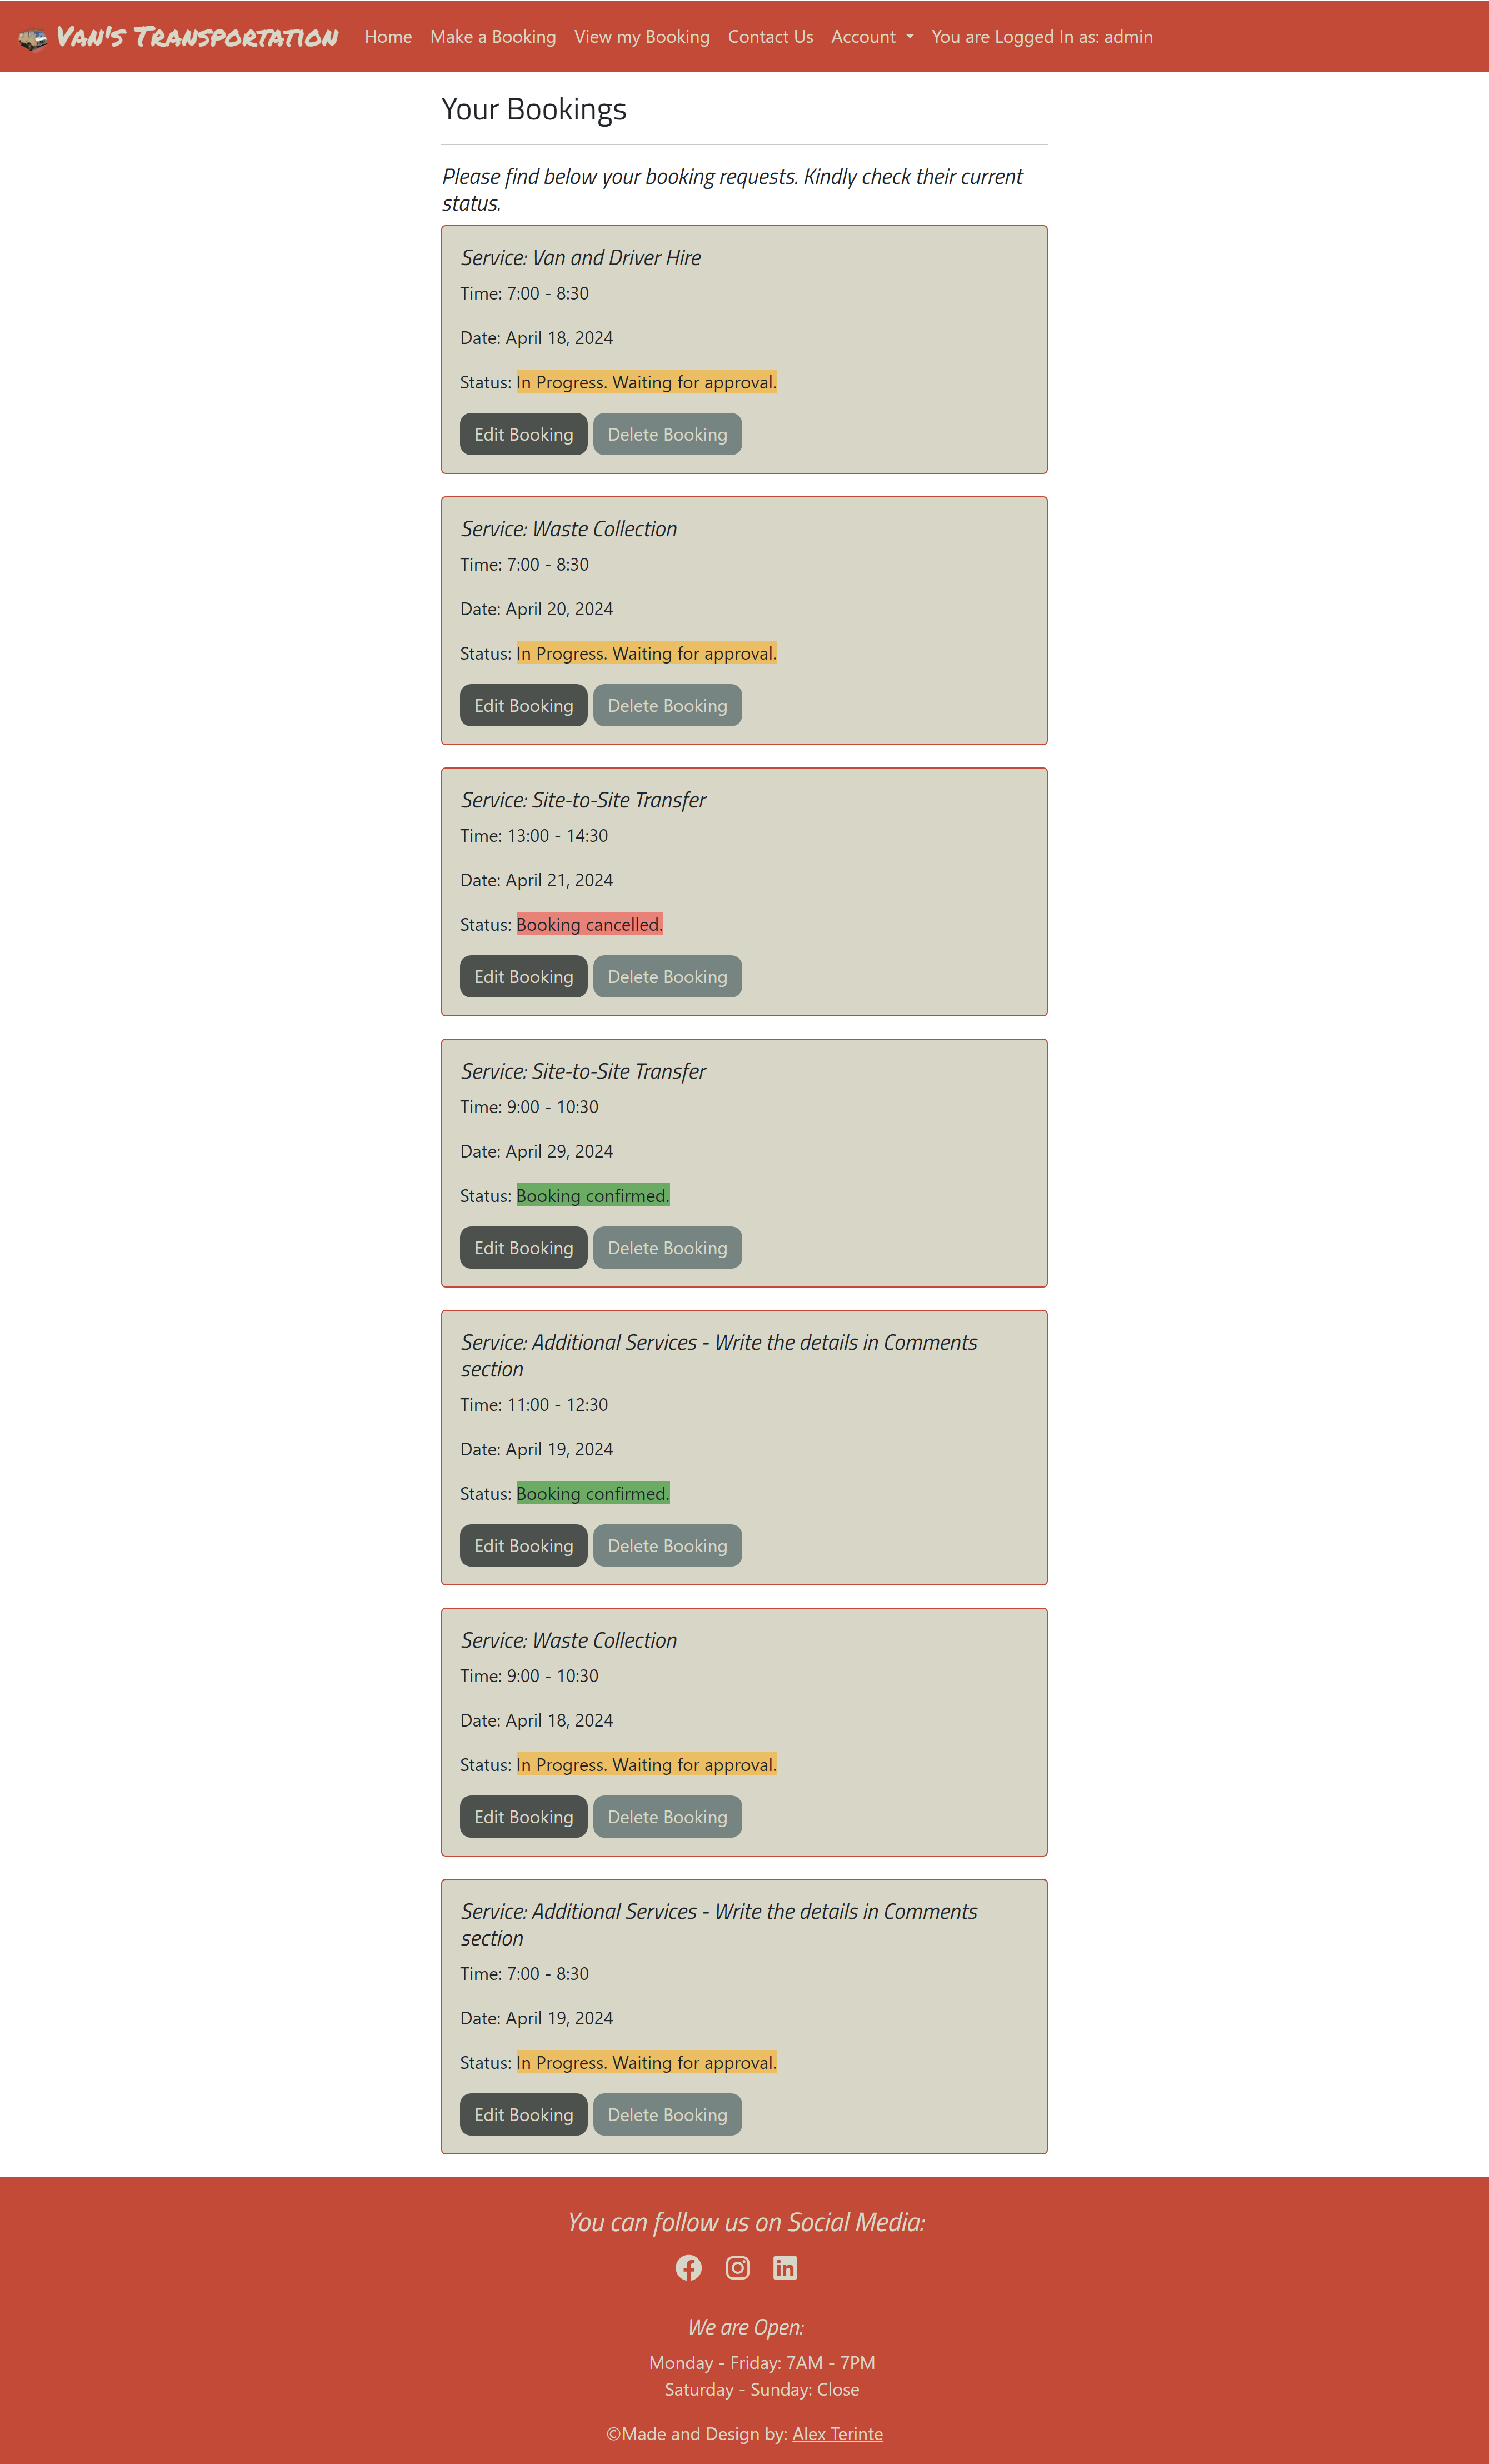 Van's Transportation Home Make a Booking View my Booking Contact Us Account You are Logged In as: admin
Your Bookings
Please find below your booking requests. Kindly check their current
status.
Service: Van and Driver Hire
Time: 7:00 - 8:30
Date: April 18, 2024
Status: In Progress. Waiting for approval.
Edit Booking Delete Booking
Service: Waste Collection
Time: 7:00 - 8:30
Date: April 20, 2024
Status: In Progress. Waiting for approval.
Edit Booking Delete Booking
Service: Site-to-Site Transfer
Time: 13:00 - 14:30
Date: April 21, 2024
Status: Booking cancelled.
Edit Booking Delete Booking
Service: Site-to-Site Transfer
Time: 9:00 - 10:30
Date: April 29, 2024
Status: Booking confirmed.
Edit Booking Delete Booking
Service: Additional Services - Write the details in Comments
section
Time: 11:00 - 12:30
Date: April 19, 2024
Status: Booking confirmed.
Edit Booking Delete Booking
Service: Waste Collection
Time: 9:00 - 10:30
Date: April 18, 2024
Status: In Progress. Waiting for approval.
Edit Booking Delete Booking
Service: Additional Services - Write the details in Comments
section
Time: 7:00 - 8:30
Date: April 19, 2024
Status: In Progress. Waiting for approval.
Edit Booking Delete Booking
You can follow us on Social Media:
We are Open:
Monday - Friday: 7AM - 7PM
Saturday - Sunday: Close
©Made and Design by: Alex Terinte